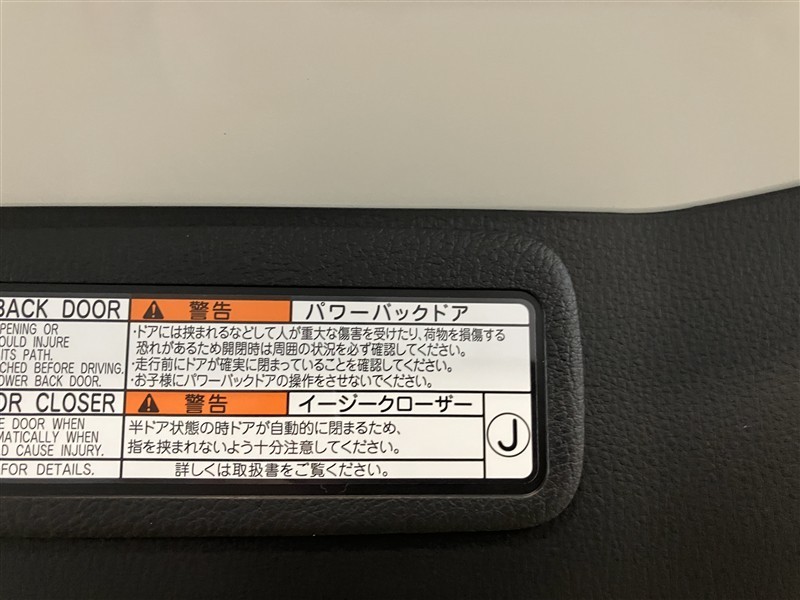 BACK DOOR
PENING OR
OULD INJURE
ITS PATH.
CHED BEFORE DRIVING.
OWER BACK DOOR.
警告 パワーバックドア
・ドアには挟まれるなどして人が重大な傷害を受けたり、荷物を損傷する
恐れがあるため開閉時は周囲の状況を必ず確認してください。
・走行前にドアが確実に閉まっていることを確認してください。
・お子様にパワーバックドアの操作をさせないでください。
OR CLOSER
E DOOR WHEN
MATICALLY WHEN
D CAUSE INJURY.
FOR DETAILS.
警告 イージークローザー
半ドア状態の時ドアが自動的に閉まるため、
指を挟まれないよう十分注意してください。
詳しくは取扱書をご覧ください。
J